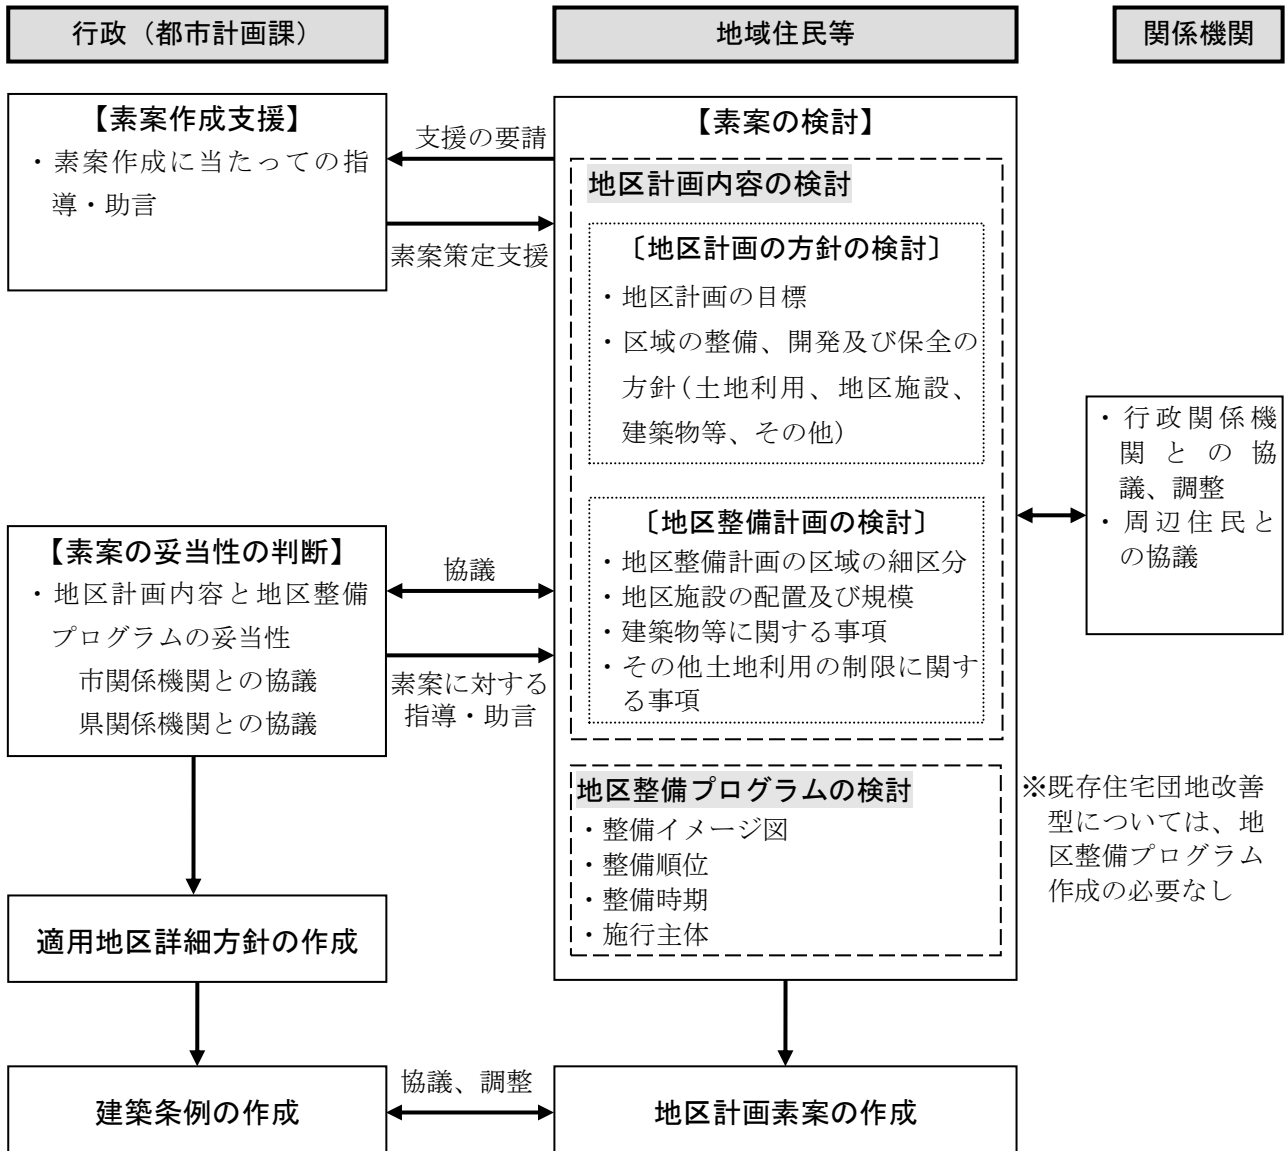 行政（都市計画課）
地域住民等
関係機関
【素案作成支援】
・素案作成に当たっての指
導・助言
支援の要請
素案策定支援
【素案の検討】
地区計画内容の検討
〔地区計画の方針の検討〕
・地区計画の目標
・区域の整備、開発及び保全の
方針（土地利用、地区施設、
建築物等、その他）
〔地区整備計画の検討〕
・地区整備計画の区域の細区分
・地区施設の配置及び規模
・建築物等に関する事項
・その他土地利用の制限に関す
る事項
・行政関係機
関との協
議、調整
・周辺住民と
の協議
【素案の妥当性の判断】
・地区計画内容と地区整備
プログラムの妥当性
市関係機関との協議
県関係機関との協議
協議
素案に対する
指導・助言
地区整備プログラムの検討
・整備イメージ図
・整備順位
・整備時期
・施行主体
※既存住宅団地改善
型については、地
区整備プログラム
作成の必要なし
適用地区詳細方針の作成
建築条例の作成
協議、調整
地区計画素案の作成